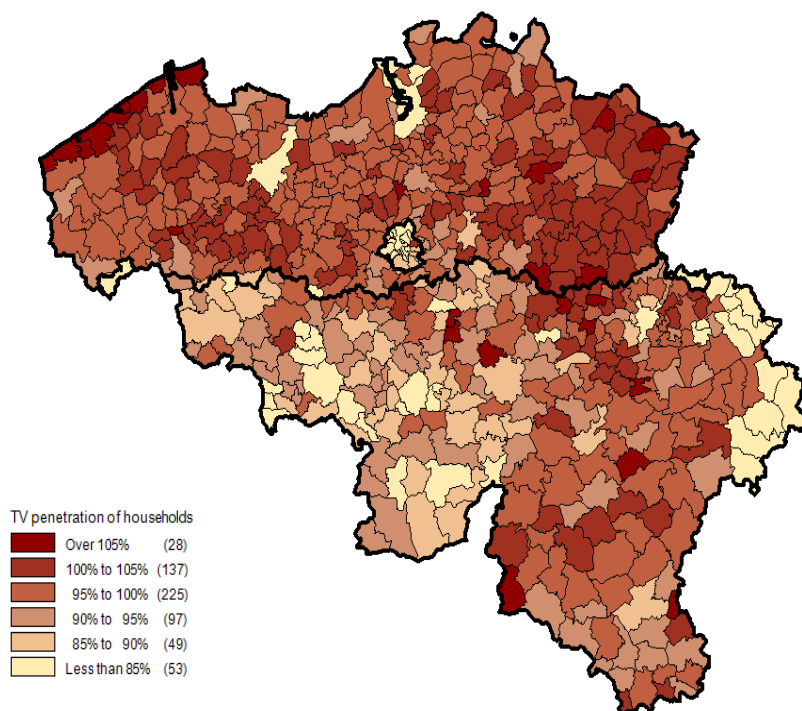 TV penetration of households
Over 105% (28)
100% to 105% (137)
95% to 100% (225)
90% to 95% (97)
85% to 90% (49)
Less than 85% (53)